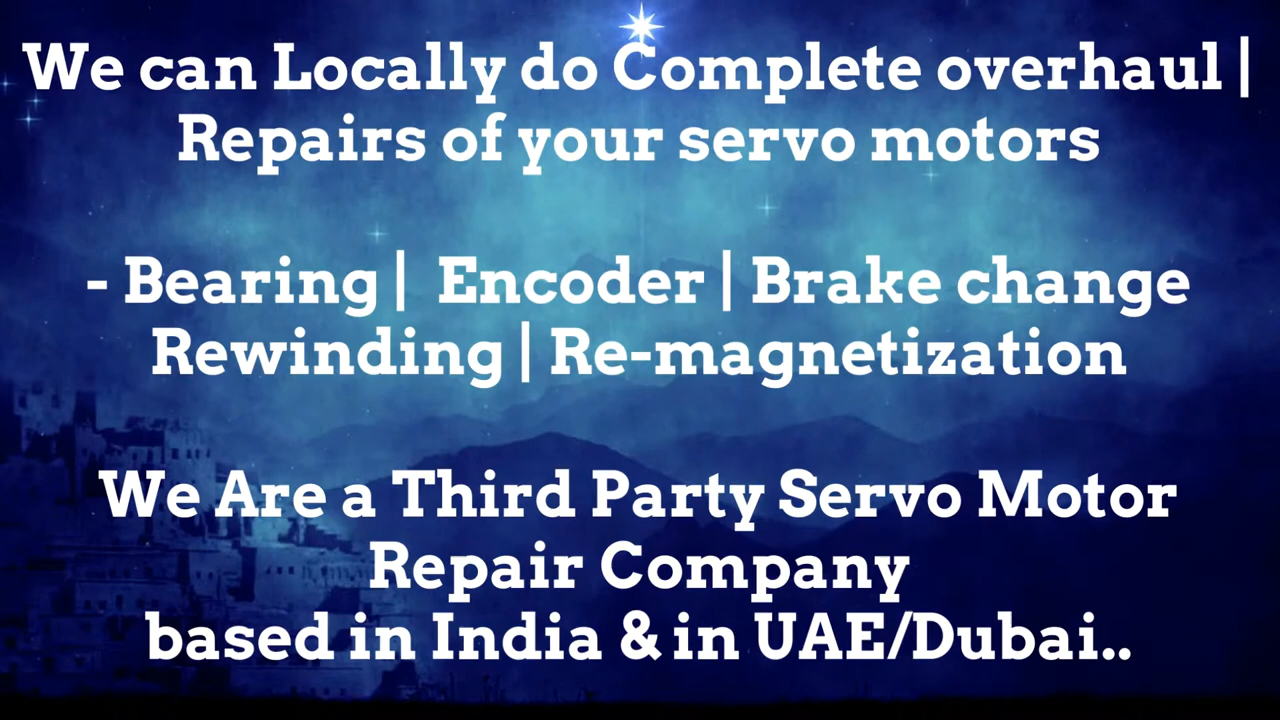 We can Locally do Complete overhaul |
Repairs of your servo motors
- Bearing | Encoder | Brake change
Rewinding | Re-magnetization
We Are a Third Party Servo Motor
Repair Company
based in India & in UAE/Dubai..